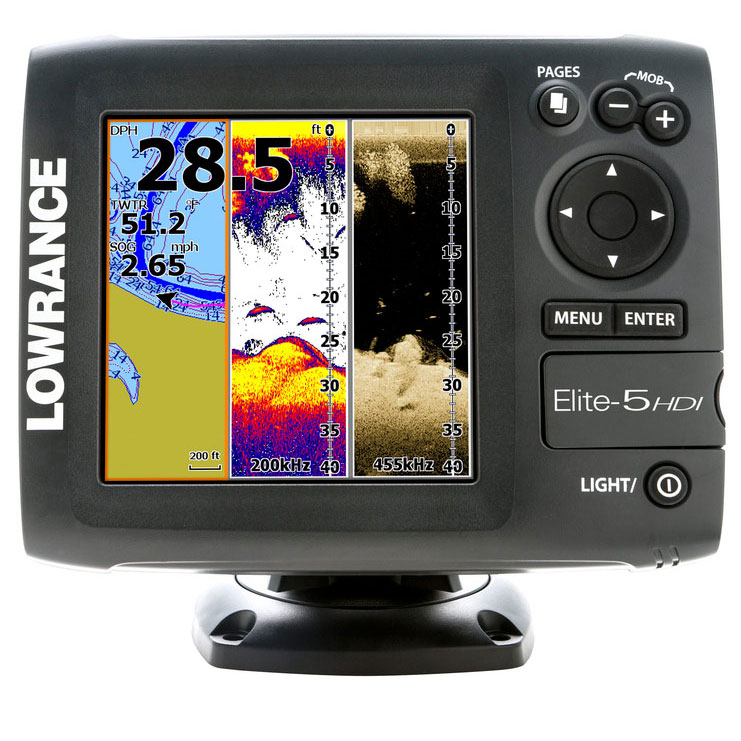 LOWRANCE
PAGES
MOB
− +
DPH
28.5
ft
TWTR °F
51.2
SOG mph
2.65
200 ft
0
5
10
15
20
25
30
35
40
200kHz
0
5
10
15
20
25
30
35
40
455kHz
MENU ENTER
Elite-5 HDI
LIGHT/